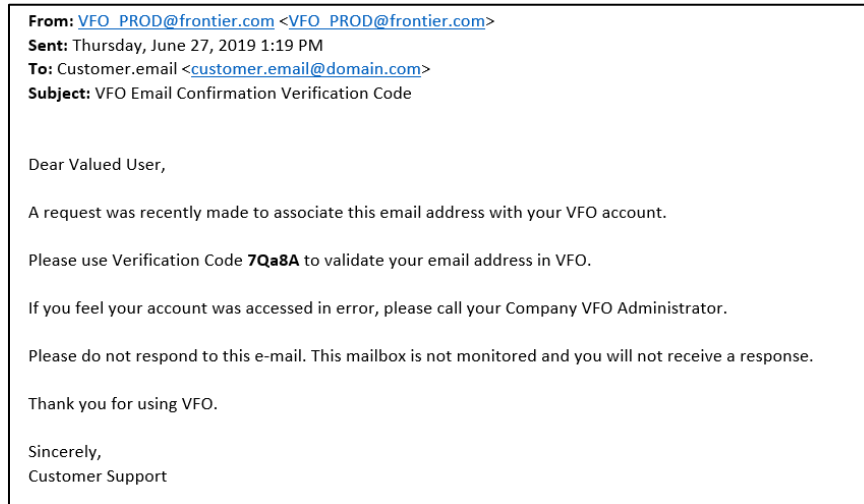 From: VFO_PROD@frontier.com <VFO_PROD@frontier.com>
Sent: Thursday, June 27, 2019 1:19 PM
To: Customer.email <customer.email@domain.com>
Subject: VFO Email Confirmation Verification Code
Dear Valued User,
A request was recently made to associate this email address with your VFO account.
Please use Verification Code 7Qa8A to validate your email address in VFO.
If you feel your account was accessed in error, please call your Company VFO Administrator.
Please do not respond to this e-mail. This mailbox is not monitored and you will not receive a response.
Thank you for using VFO.
Sincerely,
Customer Support